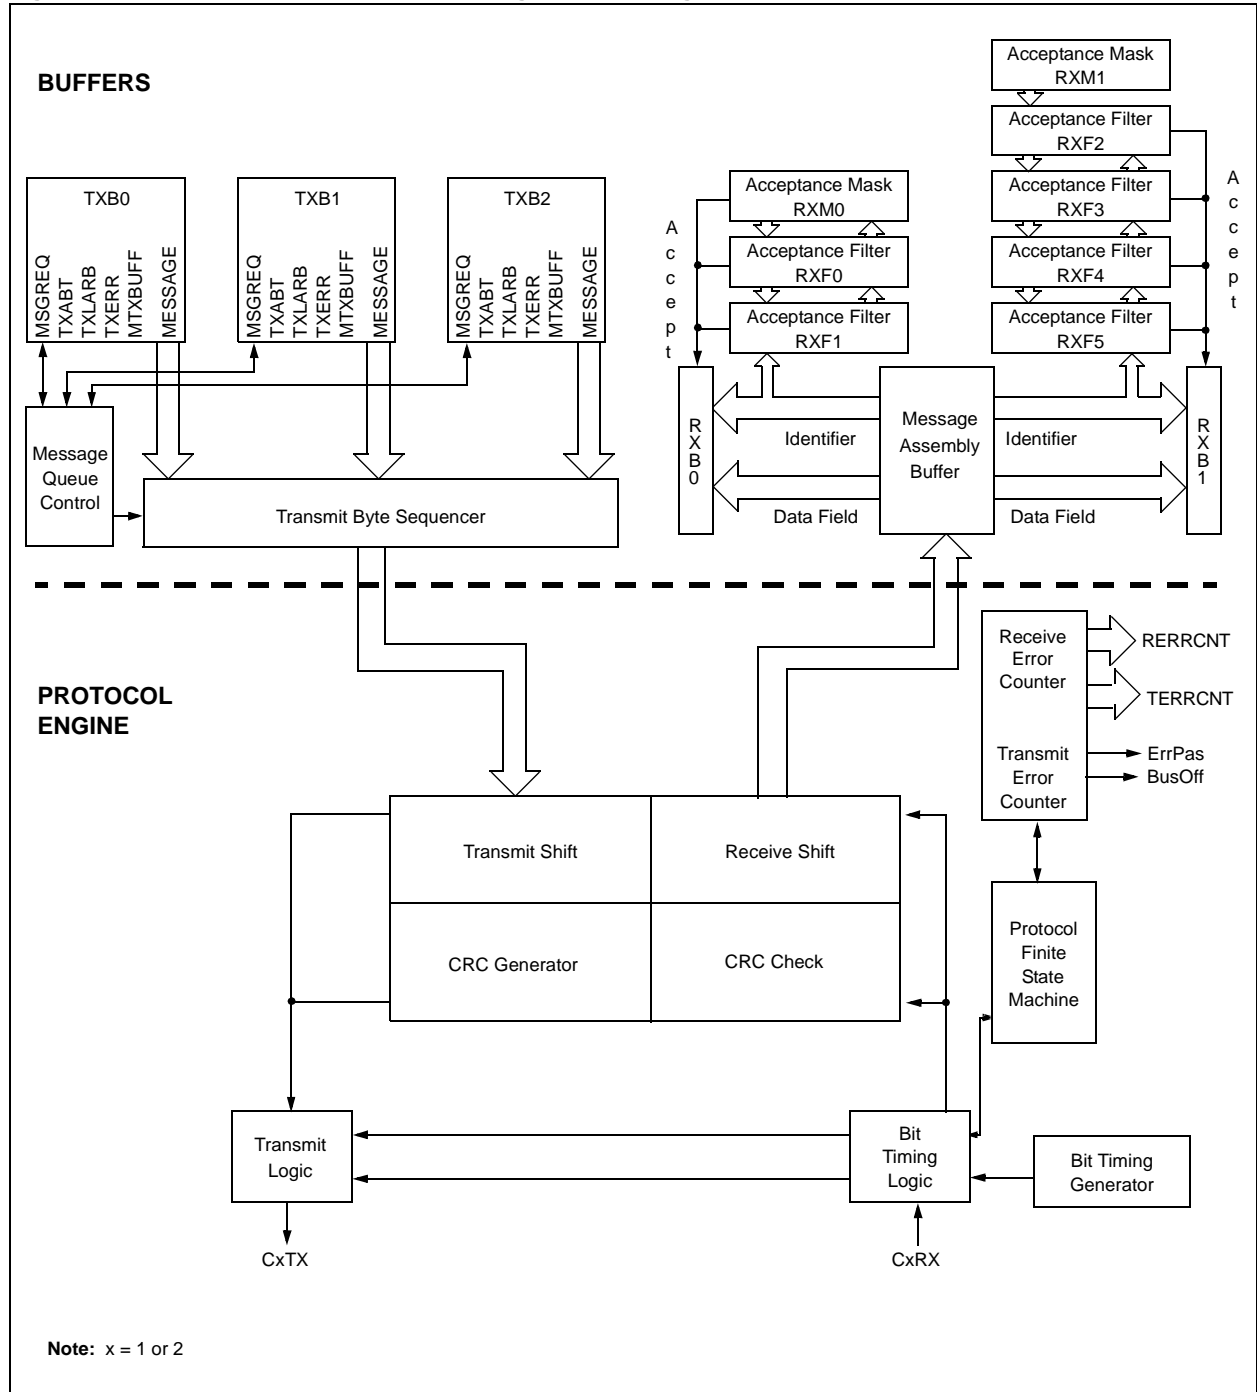 BUFFERS
TXB0
MSGREQ
TXABT
TXLARB
TXERR
MTXBUFF
MESSAGE
TXB1
MSGREQ
TXABT
TXLARB
TXERR
MTXBUFF
MESSAGE
TXB2
MSGREQ
TXABT
TXLARB
TXERR
MTXBUFF
MESSAGE
Message
Queue
Control
Transmit Byte Sequencer
Accept
Acceptance Mask
RXM0
Acceptance Filter
RXF0
Acceptance Filter
RXF1
Acceptance Mask
RXM1
Acceptance Filter
RXF2
Acceptance Filter
RXF3
Acceptance Filter
RXF4
Acceptance Filter
RXF5
Accept
RXB0
Identifier
Data Field
Message
Assembly
Buffer
Identifier
Data Field
RXB1
PROTOCOL
ENGINE
Receive
Error
Counter
Transmit
Error
Counter
RERRCNT
TERRCNT
ErrPas
BusOff
Transmit Shift
Receive Shift
CRC Generator
CRC Check
Protocol
Finite
State
Machine
Transmit
Logic
Bit
Timing
Logic
Bit Timing
Generator
CxTX
CxRX
Note: x = 1 or 2